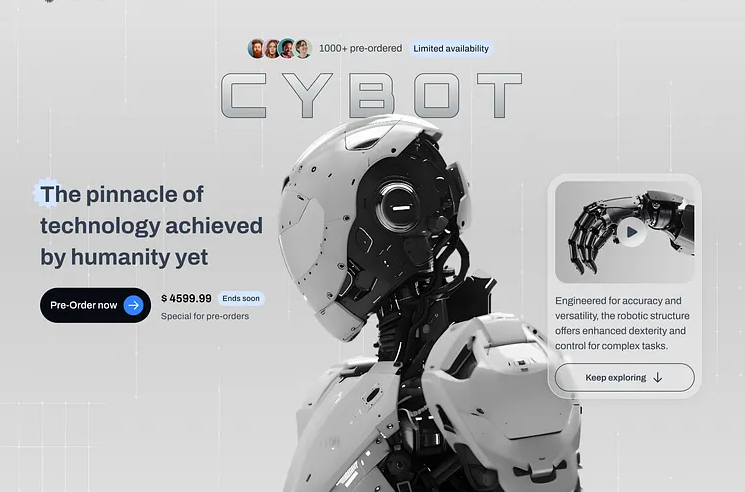 1000+ pre-ordered Limited availability
CYBOT
The pinnacle of
technology achieved
by humanity yet
Pre-Order now
$ 4599.99 Ends soon
Special for pre-orders
Engineered for accuracy and
versatility, the robotic structure
offers enhanced dexterity and
control for complex tasks.
Keep exploring